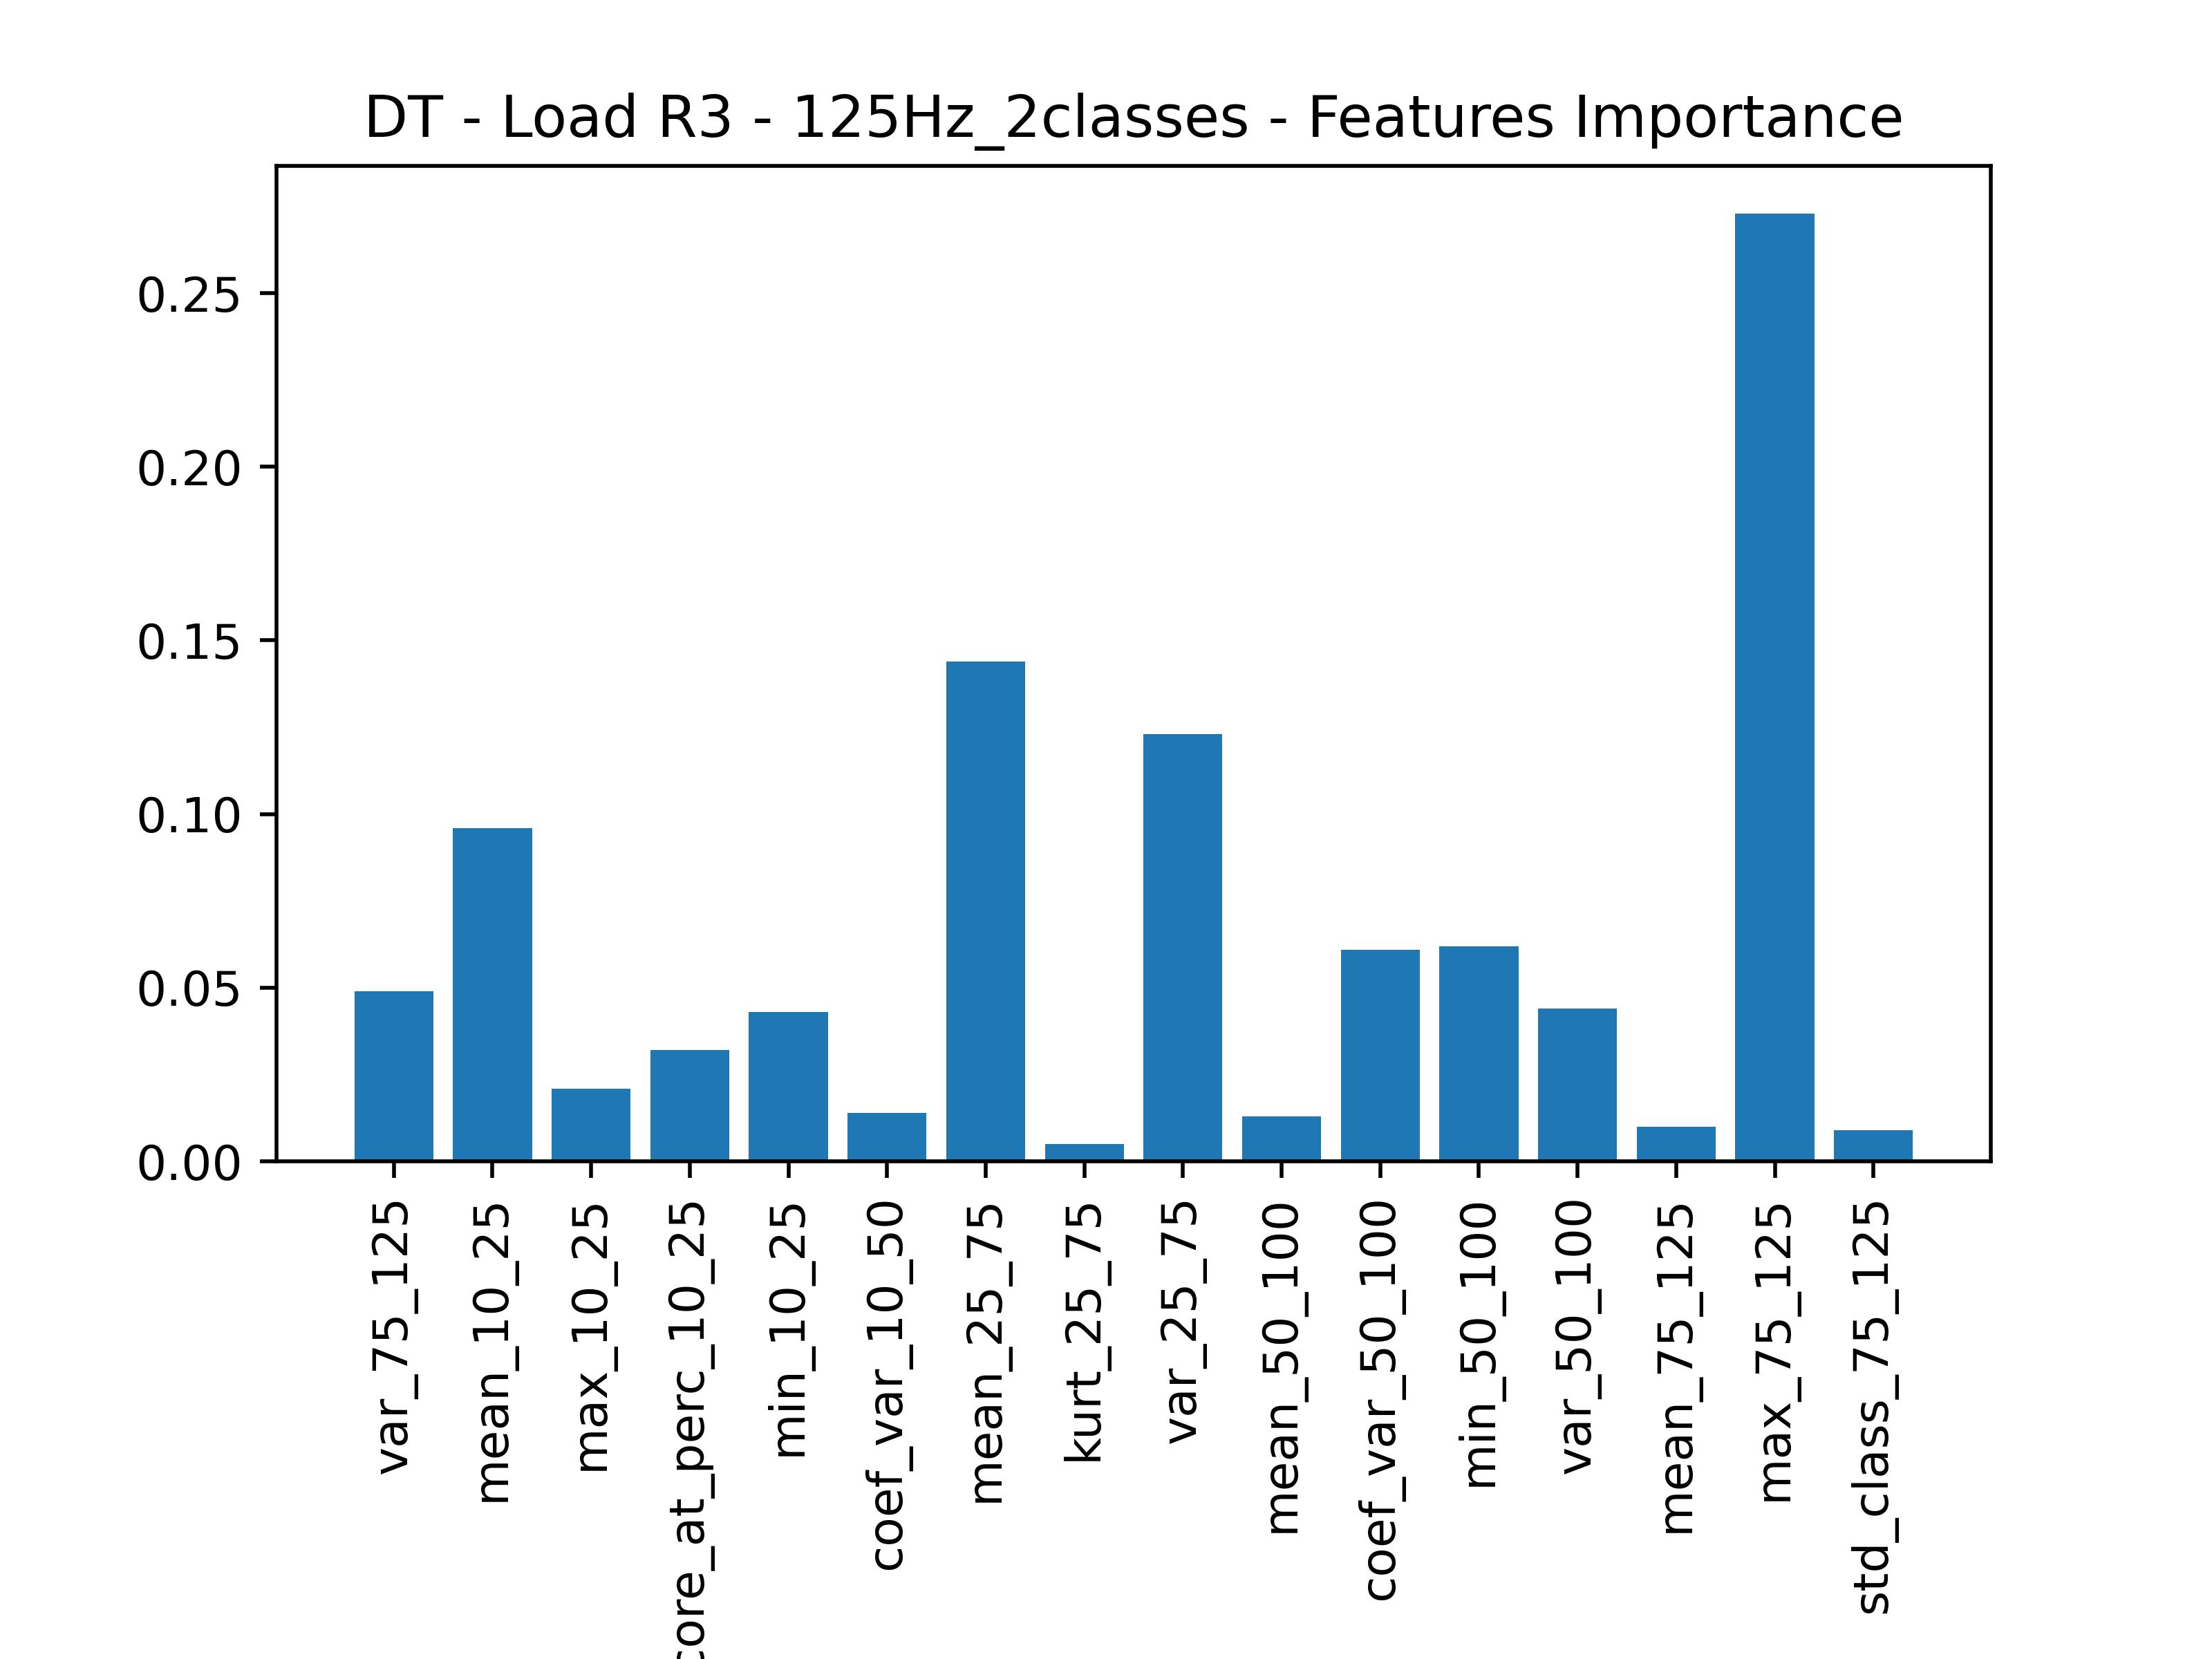 DT - Load R3 - 125Hz_2classes - Features Importance
0.25
0.20
0.15
0.10
0.05
0.00
var_75_125
mean_10_25
max_10_25
core_at_perc_10_25
min_10_25
coef_var_10_50
mean_25_75
kurt_25_75
var_25_75
mean_50_100
coef_var_50_100
min_50_100
var_50_100
mean_75_125
max_75_125
std_class_75_125